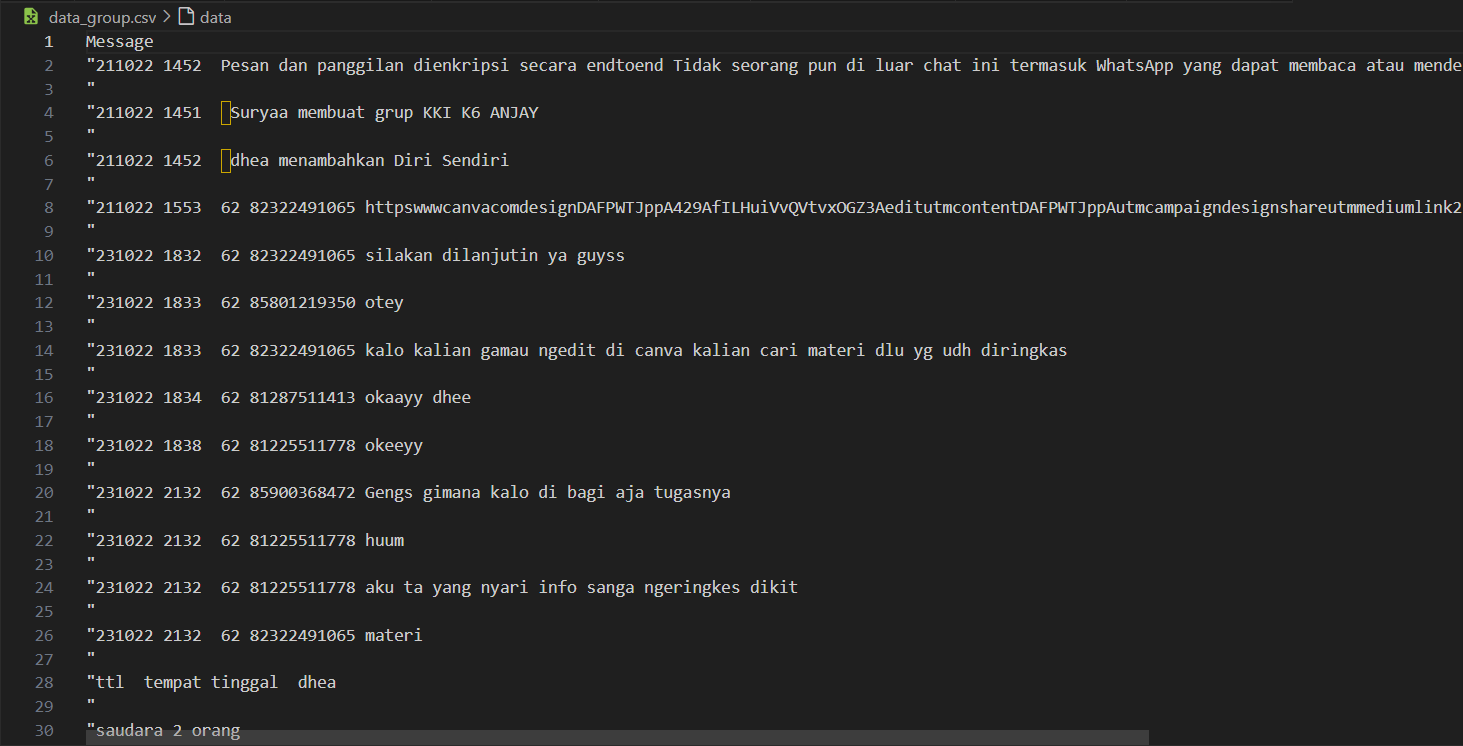 data_group.csv > data
1 Message
2 "211022 1452  Pesan dan panggilan dienkripsi secara endtoend Tidak seorang pun di luar chat ini termasuk WhatsApp yang dapat membaca atau mende
3 "
4 "211022 1451  Suryaa membuat grup KKI K6 ANJAY
5 "
6 "211022 1452  dhea menambahkan Diri Sendiri
7 "
8 "211022 1553  62 82322491065 httpswwwcanvacomdesignDAFPWTJppA429AfILHuiVvQVtvxOGZ3AeditutmcontentDAFPWTJppAutmcampaigndesignshareutmmediumlink2
9 "
10 "231022 1832  62 82322491065 silakan dilanjutin ya guyss
11 "
12 "231022 1833  62 85801219350 otey
13 "
14 "231022 1833  62 82322491065 kalo kalian gamau ngedit di canva kalian cari materi dlu yg udh diringkas
15 "
16 "231022 1834  62 81287511413 okaayy dhee
17 "
18 "231022 1838  62 81225511778 okeeyy
19 "
20 "231022 2132  62 85900368472 Gengs gimana kalo di bagi aja tugasnya
21 "
22 "231022 2132  62 81225511778 huum
23 "
24 "231022 2132  62 81225511778 aku ta yang nyari info sanga ngeringkes dikit
25 "
26 "231022 2132  62 82322491065 materi
27 "
28 "ttl  tempat tinggal  dhea
29 "
30 "saudara 2 orang